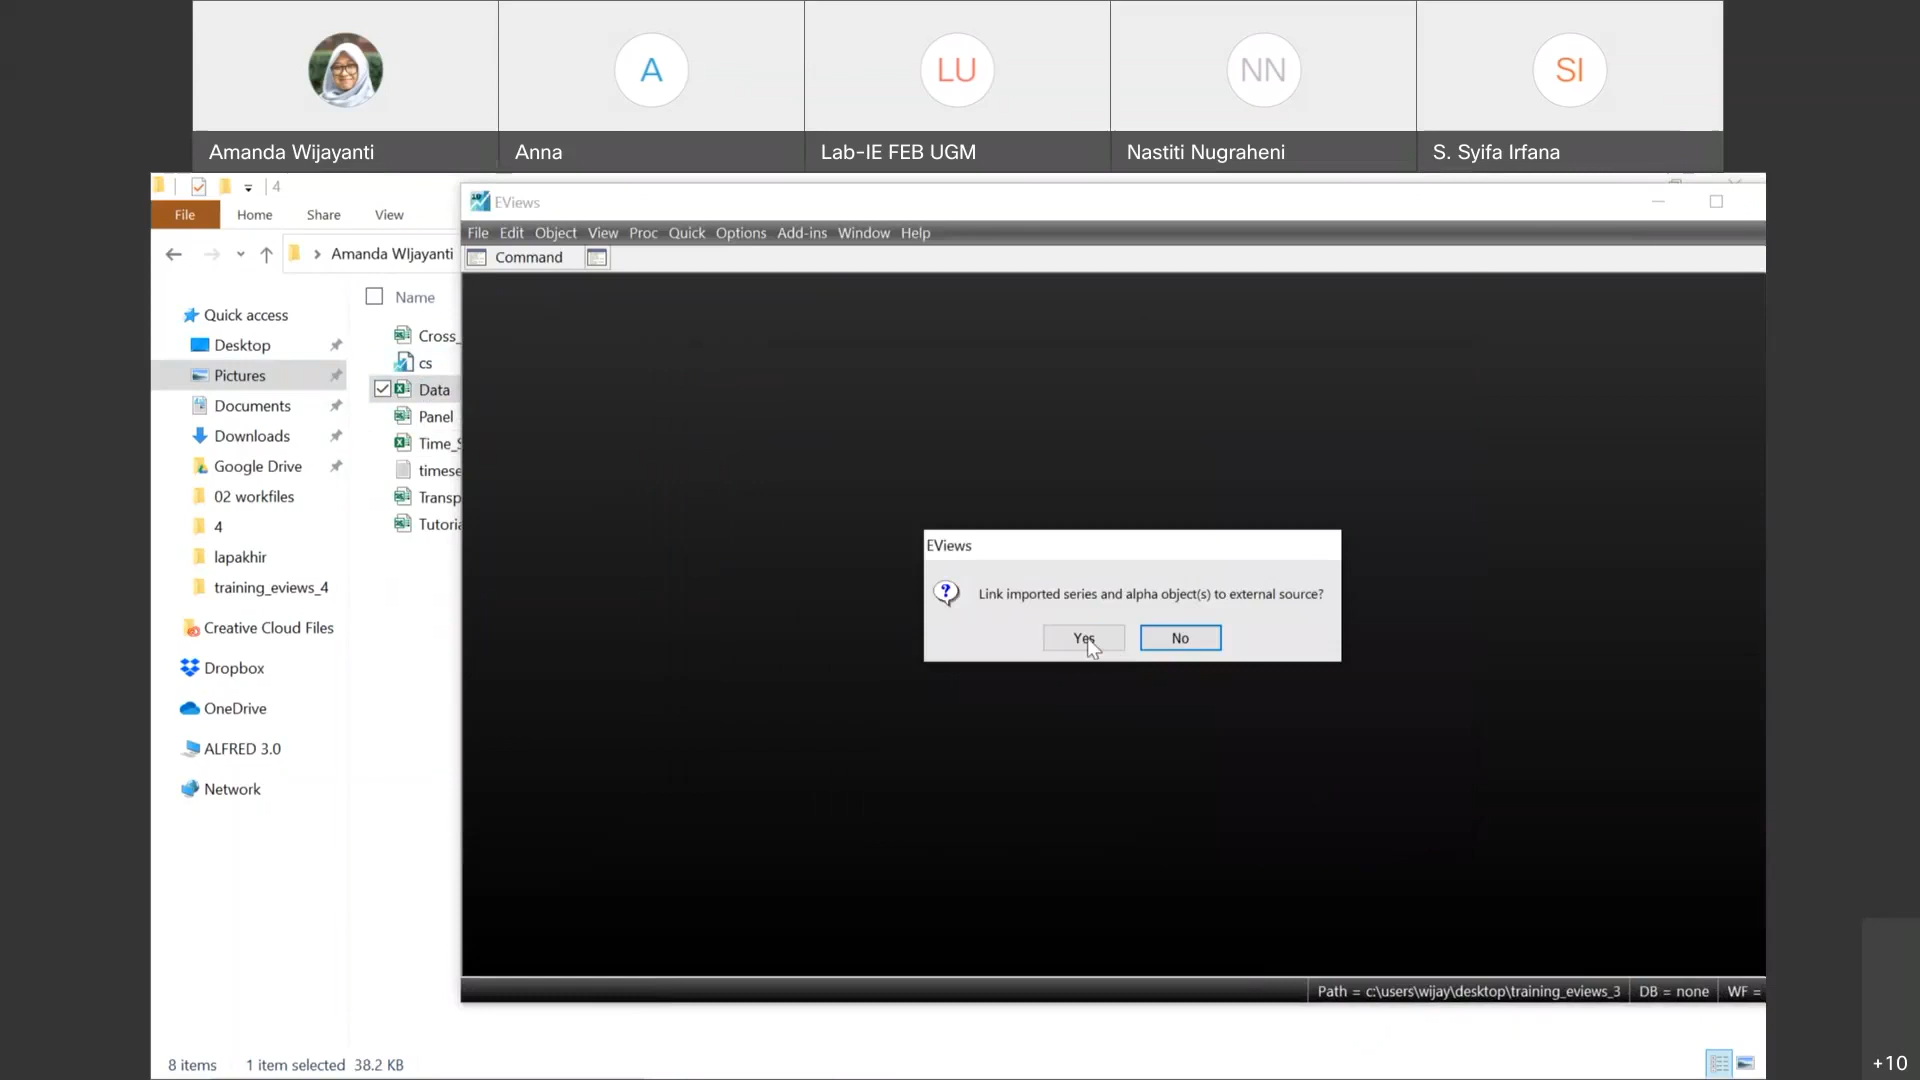 A
LU
NN
SI
Amanda Wijayanti
Anna
Lab-IE FEB UGM
Nastiti Nugraheni
S. Syifa Irfana
4
File
Home
Share
View
Amanda WIjayanti
Name
Quick access
Desktop
Pictures
Documents
Downloads
Google Drive
02 workfiles
4
lapakhir
training_eviews_4
Creative Cloud Files
Dropbox
OneDrive
ALFRED 3.0
Network
Cross_
cs
Data
Panel
Time_S
timese
Transp
Tutoria
8 items
1 item selected 38.2 KB
EViews
File Edit Object View Proc Quick Options Add-ins Window Help
Command
EViews
Link imported series and alpha object(s) to external source?
Yes
No
Path = c:\users\wijay\desktop\training_eviews_3
DB = none
WF =
+10